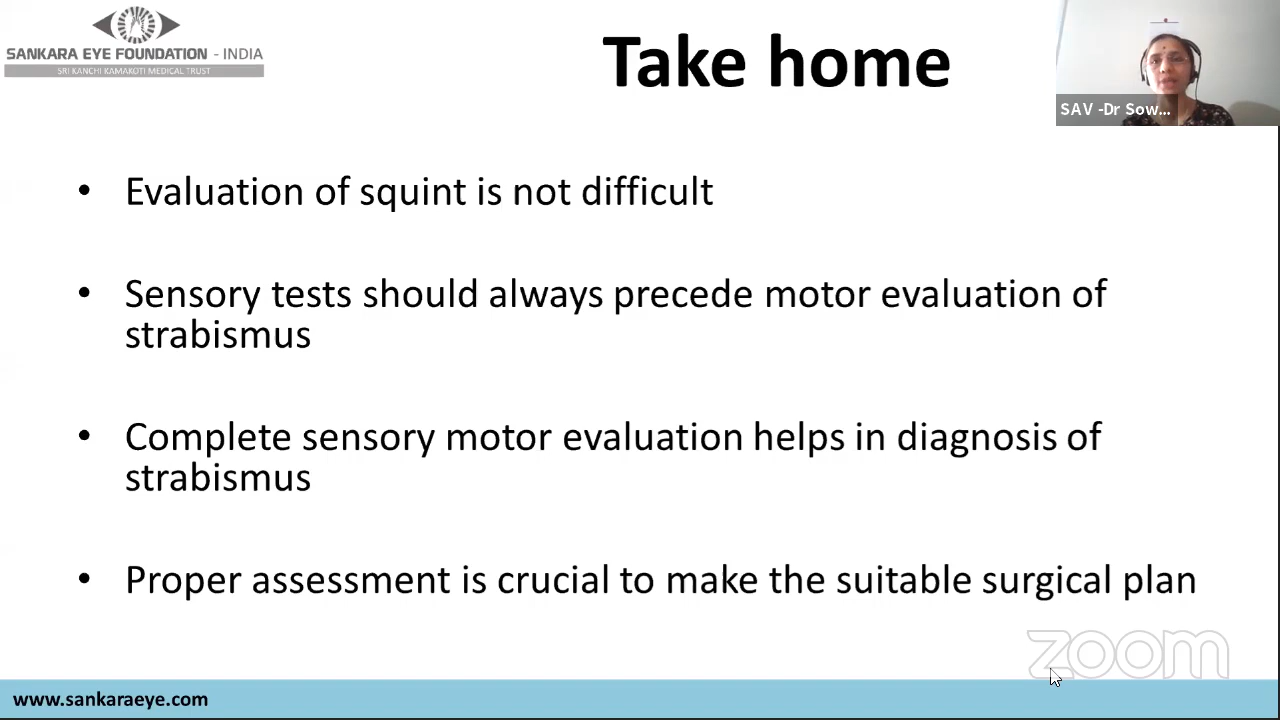 SANKARA EYE FOUNDATION - INDIA
SRI KANCHI KAMAKOTI MEDICAL TRUST
Take home
SAV -Dr Sow...
• Evaluation of squint is not difficult
• Sensory tests should always precede motor evaluation of
strabismus
• Complete sensory motor evaluation helps in diagnosis of
strabismus
• Proper assessment is crucial to make the suitable surgical plan
zoom
www.sankaraeye.com